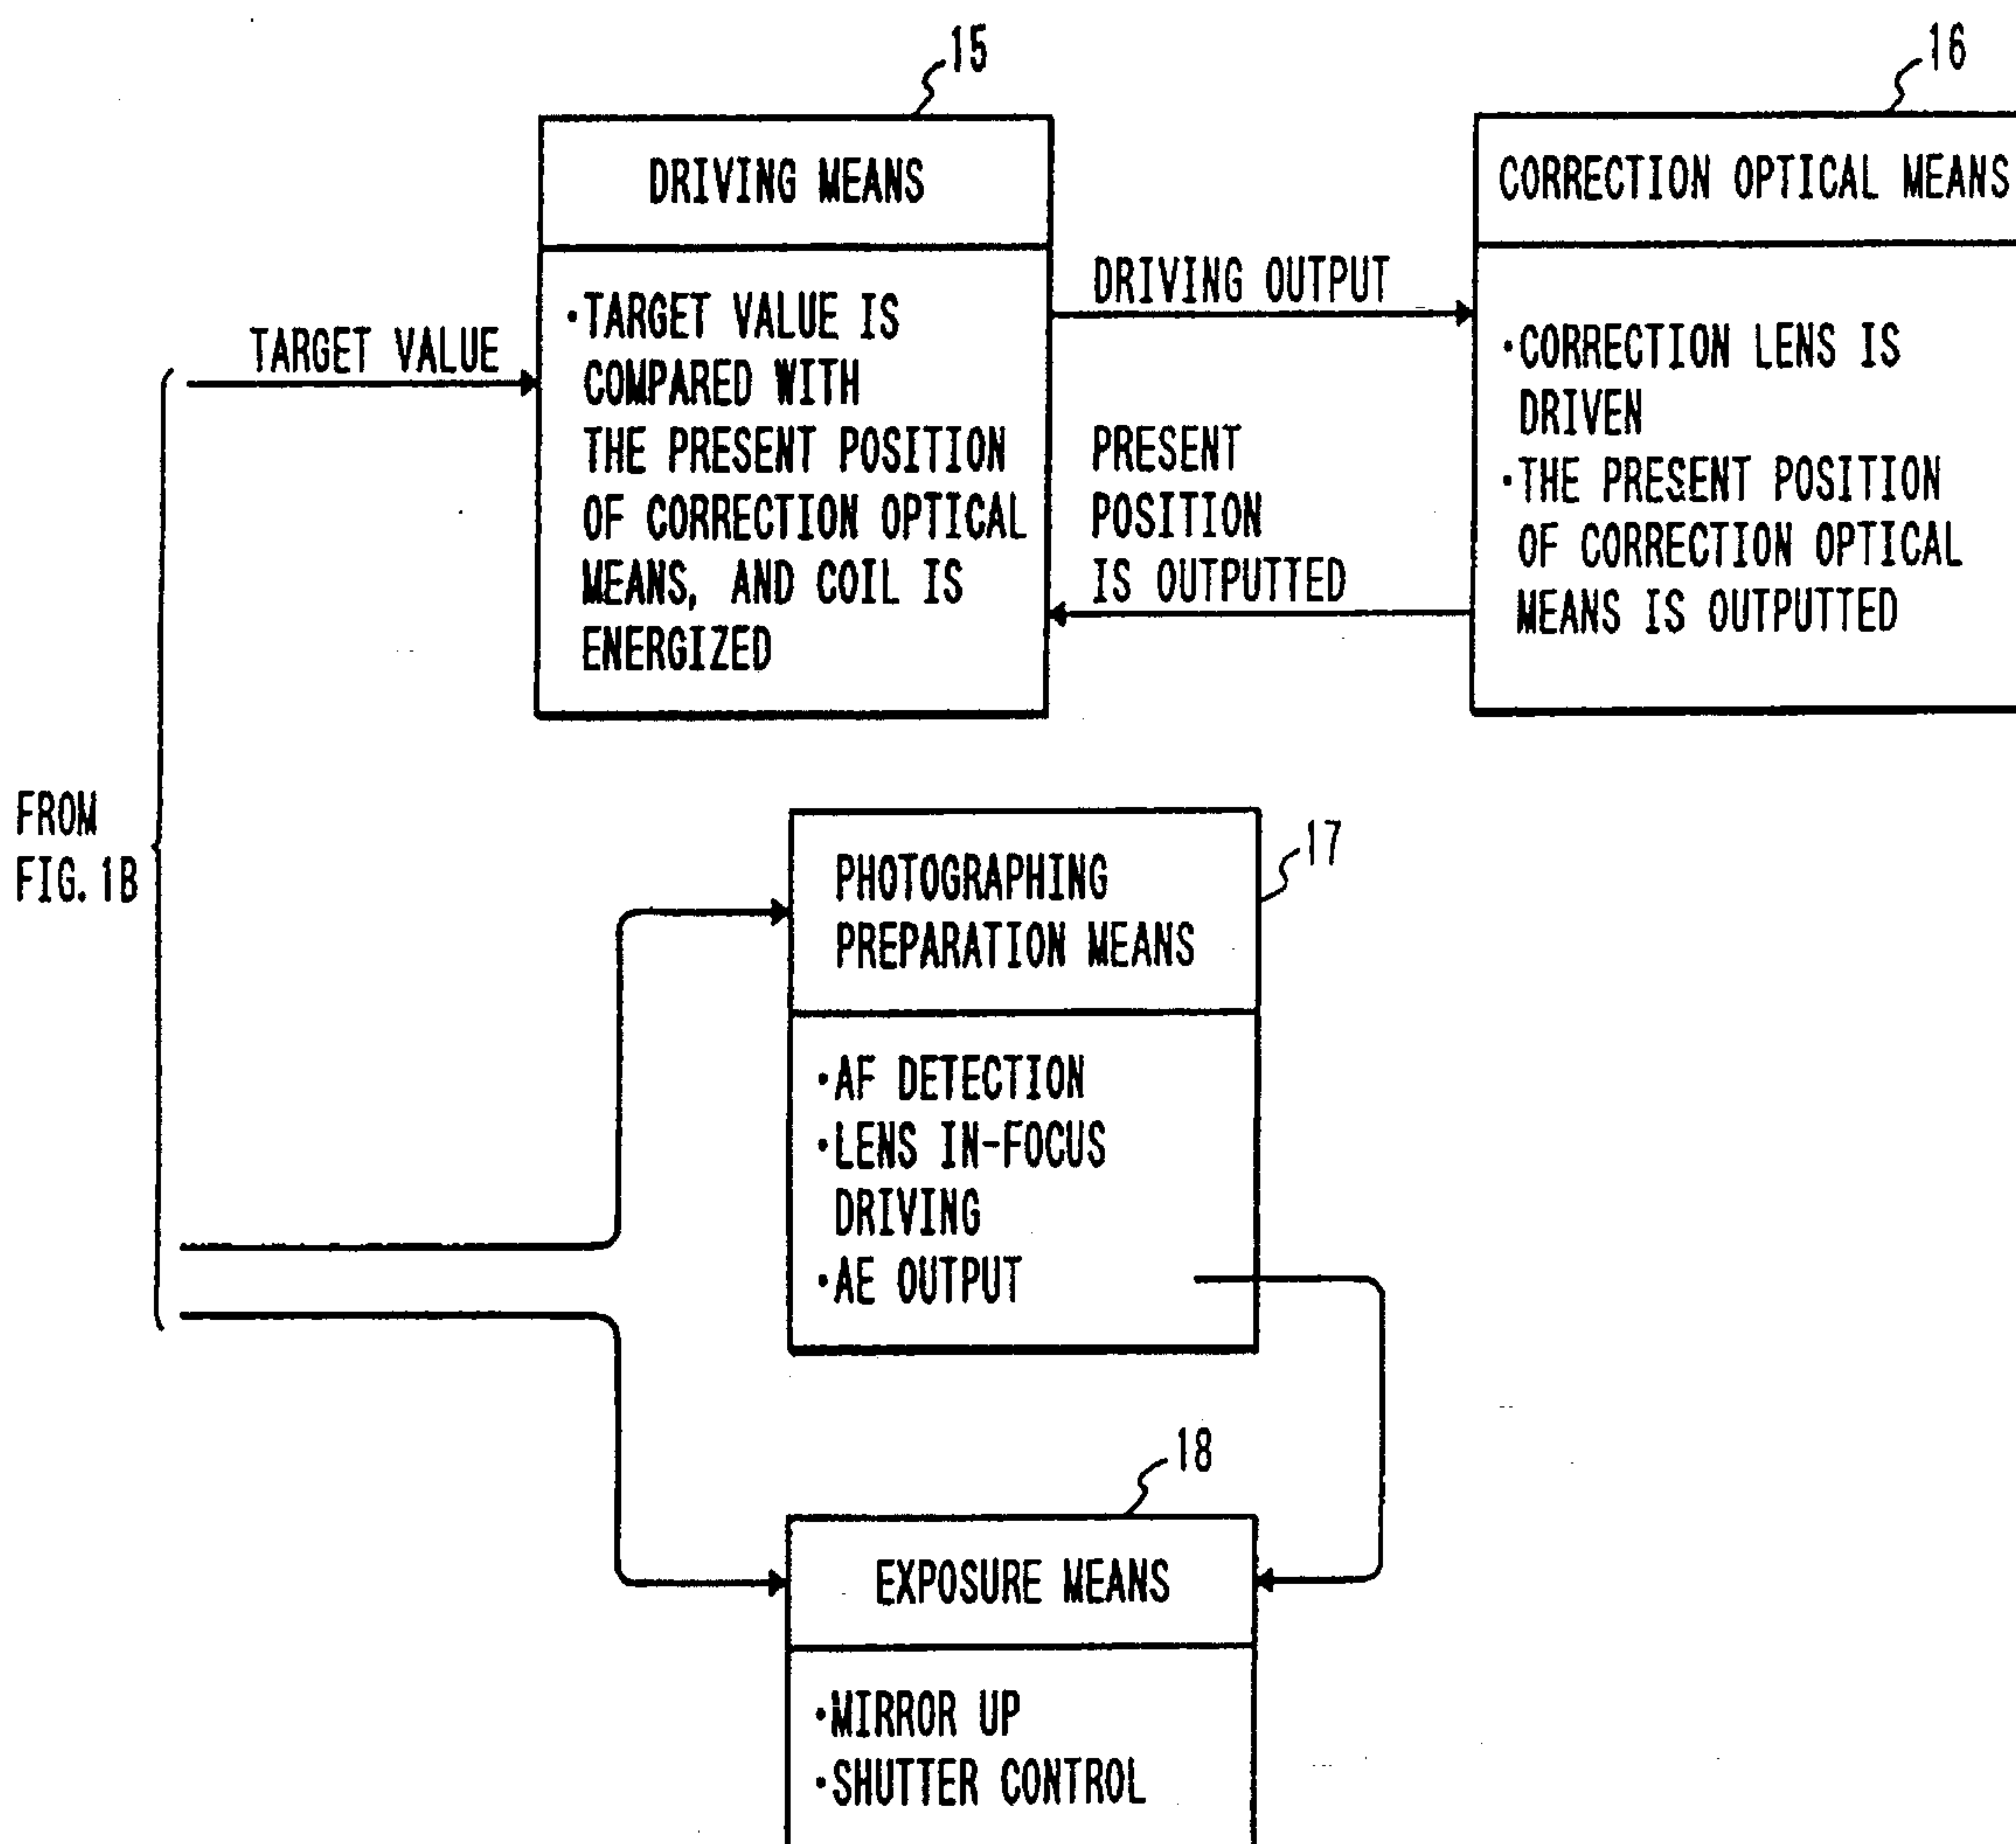 15
16
DRIVING MEANS
CORRECTION OPTICAL MEANS
TARGET VALUE
·TARGET VALUE IS
COMPARED WITH
THE PRESENT POSITION
OF CORRECTION OPTICAL
MEANS, AND COIL IS
ENERGIZED
DRIVING OUTPUT
PRESENT
POSITION
IS OUTPUTTED
·CORRECTION LENS IS
DRIVEN
·THE PRESENT POSITION
OF CORRECTION OPTICAL
MEANS IS OUTPUTTED
FROM
FIG. 1B
17
PHOTOGRAPHING
PREPARATION MEANS
·AF DETECTION
·LENS IN-FOCUS
DRIVING
·AE OUTPUT
18
EXPOSURE MEANS
·MIRROR UP
·SHUTTER CONTROL